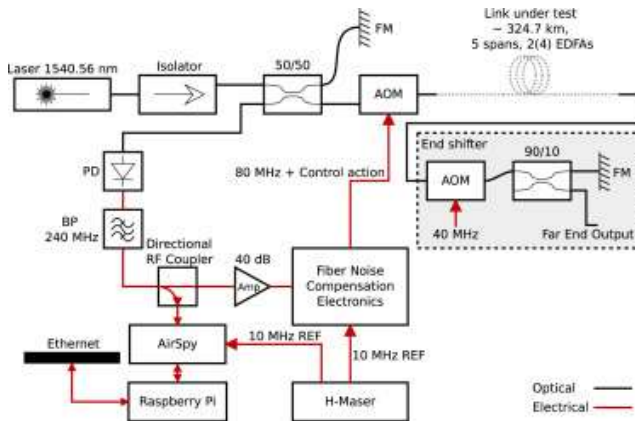 Link under test
~ 324.7 km,
5 spans, 2(4) EDFAs
FM
Laser 1540.56 nm
Isolator
50/50
AOM
End shifter
90/10
AOM
FM
40 MHz
Far End Output
PD
80 MHz + Control action
BP
240 MHz
Directional
RF Coupler
40 dB
Amp.
Fiber Noise
Compensation
Electronics
Ethernet
AirSpy
10 MHz REF
10 MHz REF
Raspberry Pi
H-Maser
Optical
Electrical